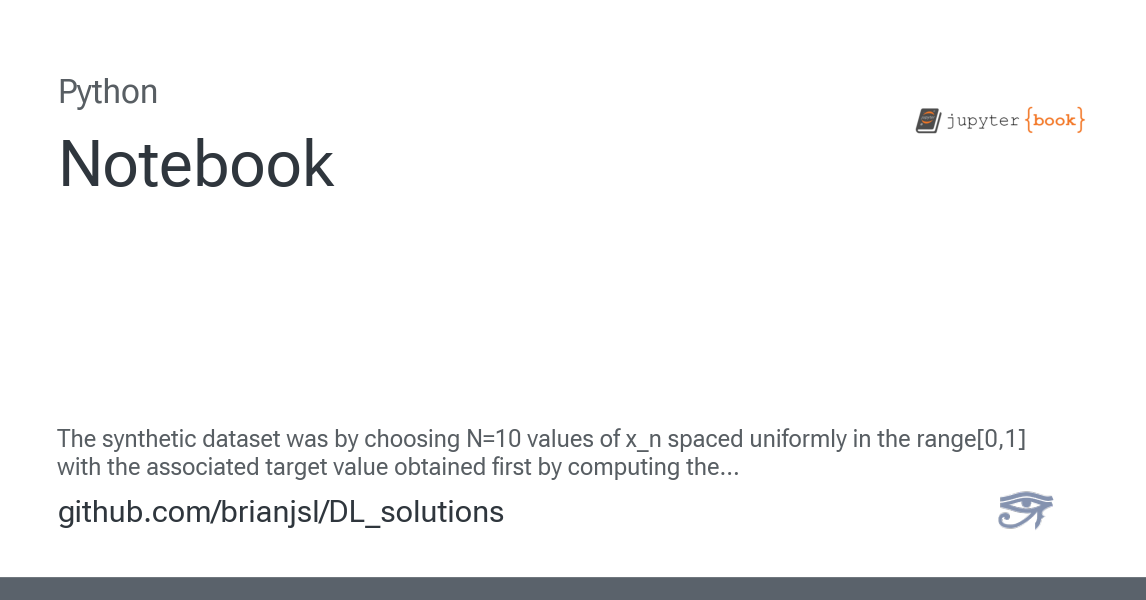 Python
Notebook
jupyter {book}
The synthetic dataset was by choosing N=10 values of x_n spaced uniformly in the range[0,1]
with the associated target value obtained first by computing the...
github.com/brianjsl/DL_solutions